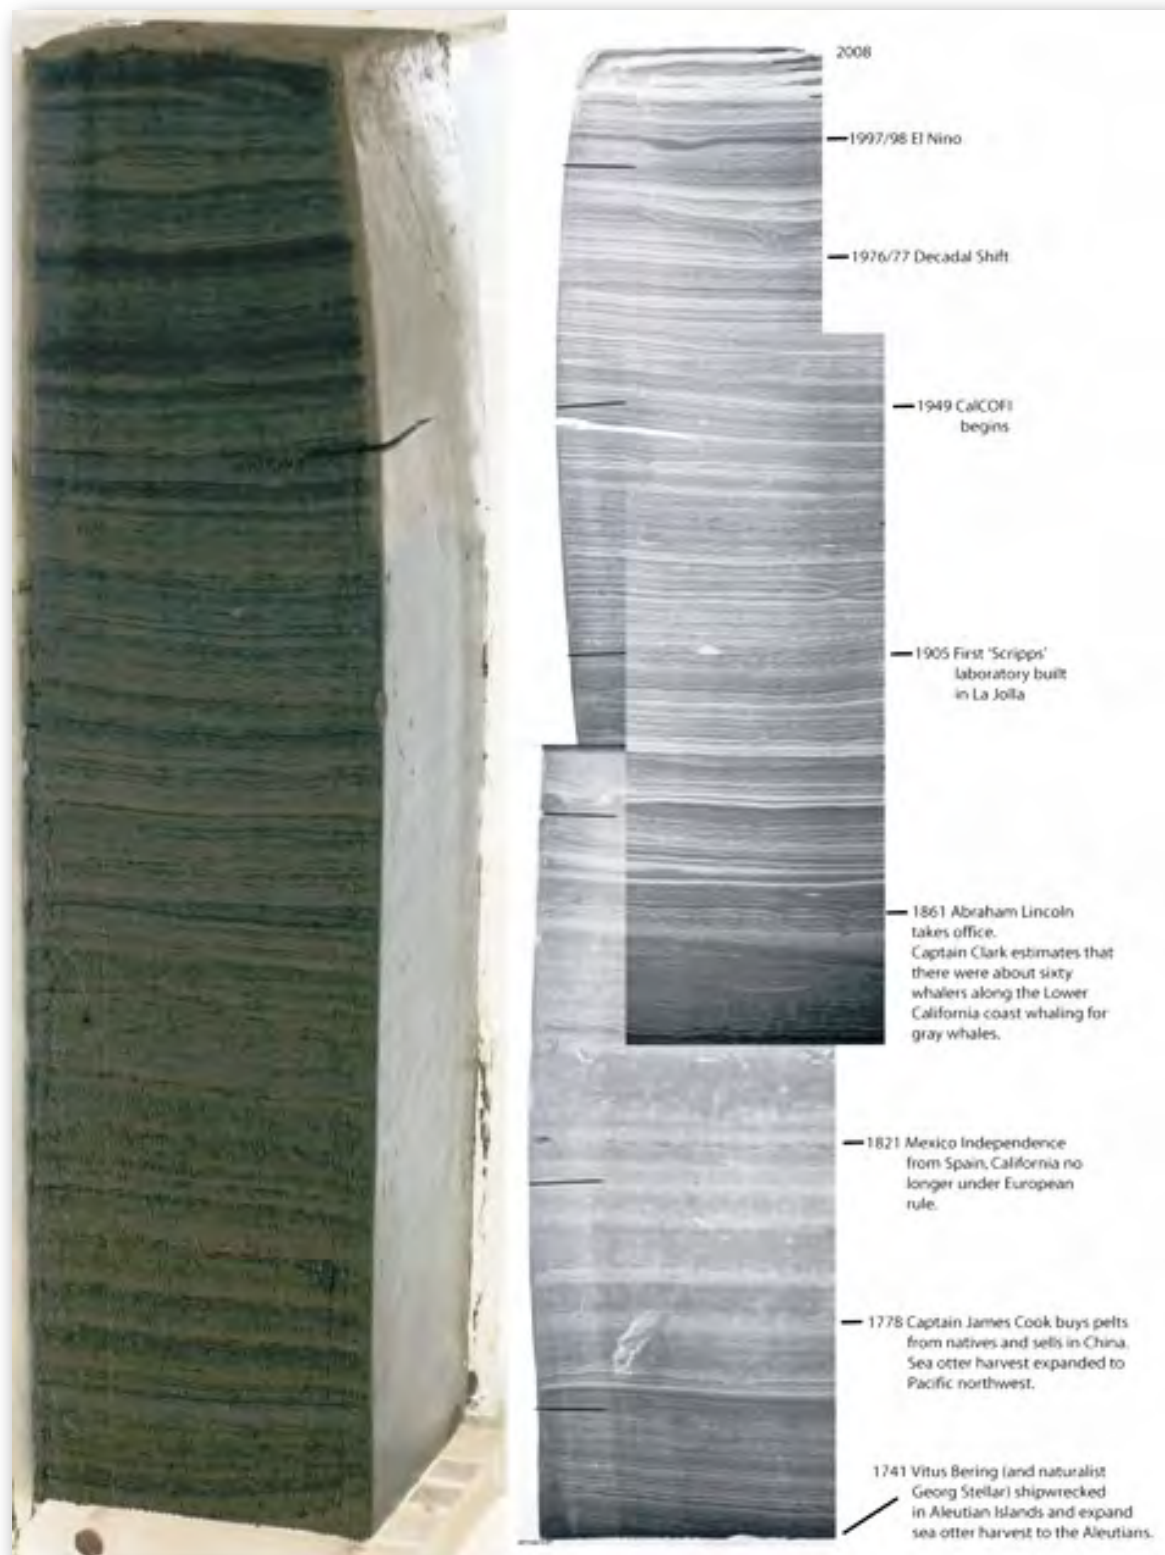 2008
1997/98 El Nino
1976/77 Decadal Shift
1949 CalCOFI
begins
1905 First 'Scripps'
laboratory built
in La Jolla
1861 Abraham Lincoln
takes office.
Captain Clark estimates that
there were about sixty
whalers along the Lower
California coast whaling for
gray whales.
1821 Mexico Independence
from Spain, California no
longer under European
rule.
1778 Captain James Cook buys pelts
from natives and sells in China.
Sea otter harvest expanded to
Pacific northwest.
1741 Vitus Bering (and naturalist
Georg Stellar) shipwrecked
in Aleutian Islands and expand
sea otter harvest to the Aleutians.